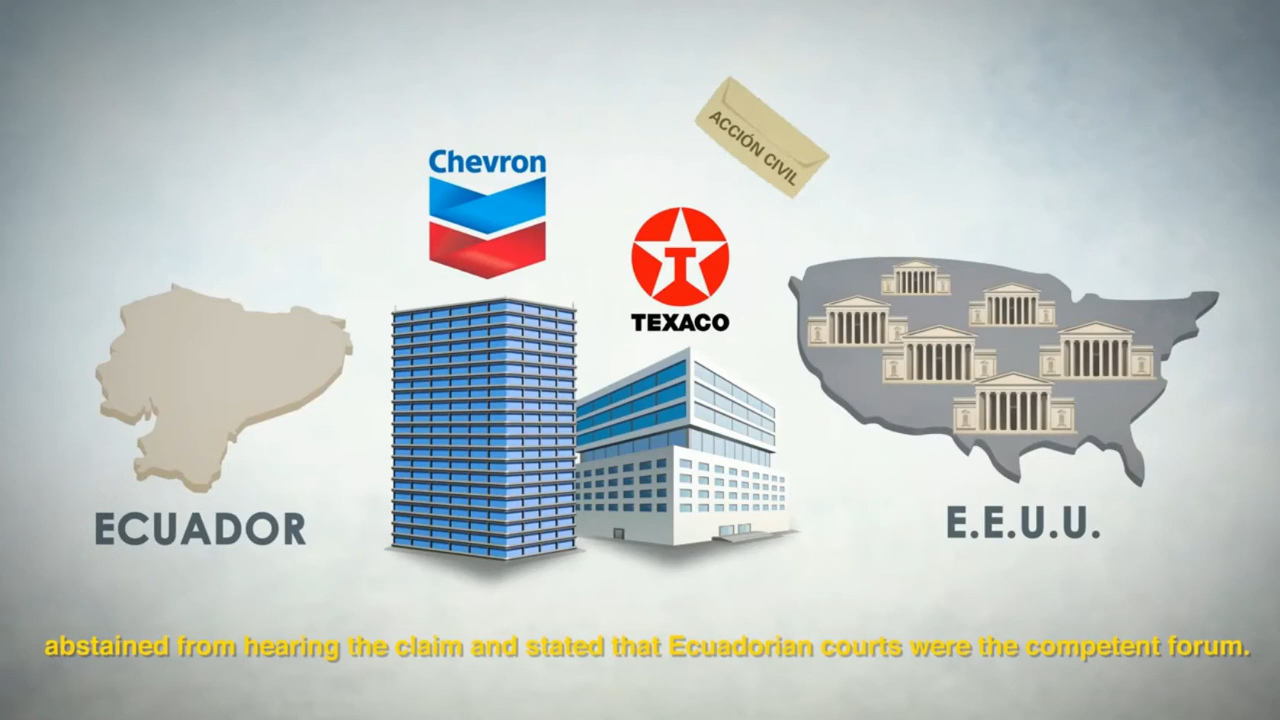 ACCIÓN CIVIL
Chevron
T
TEXACO
ECUADOR
E.E.U.U.
abstained from hearing the claim and stated that Ecuadorian courts were the competent forum.